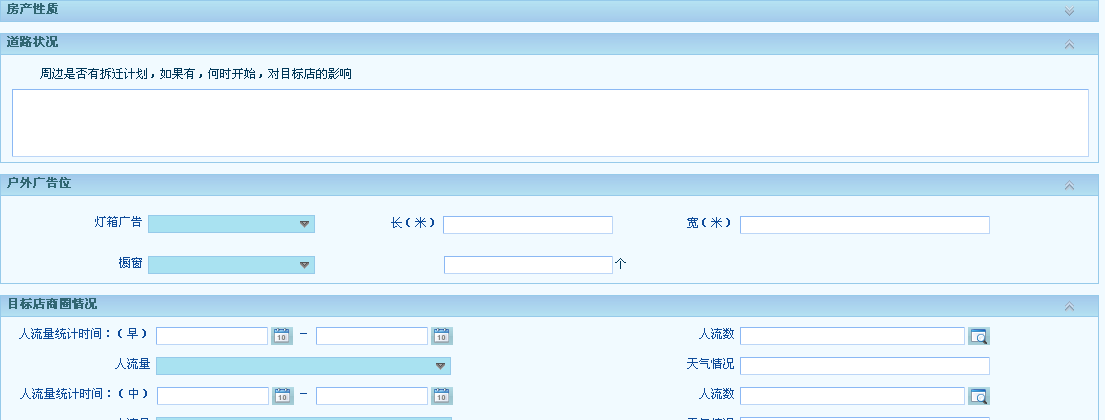 房产性质
道路状况
周边是否有拆迁计划，如果有，何时开始，对目标店的影响
户外广告位
灯箱广告 长（米） 宽（米）
橱窗 个
目标店商圈情况
人流量统计时间：（早） 10 － 10 人流数
人流量 天气情况
人流量统计时间：（中） 10 － 10 人流数